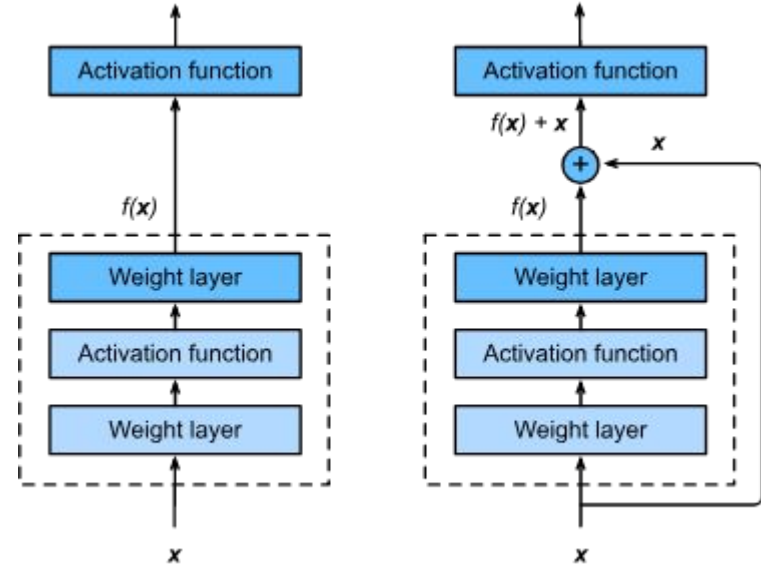 Activation function
f(x)
Weight layer
Activation function
Weight layer
x
Activation function
f(x) + x
x
+
f(x)
Weight layer
Activation function
Weight layer
x